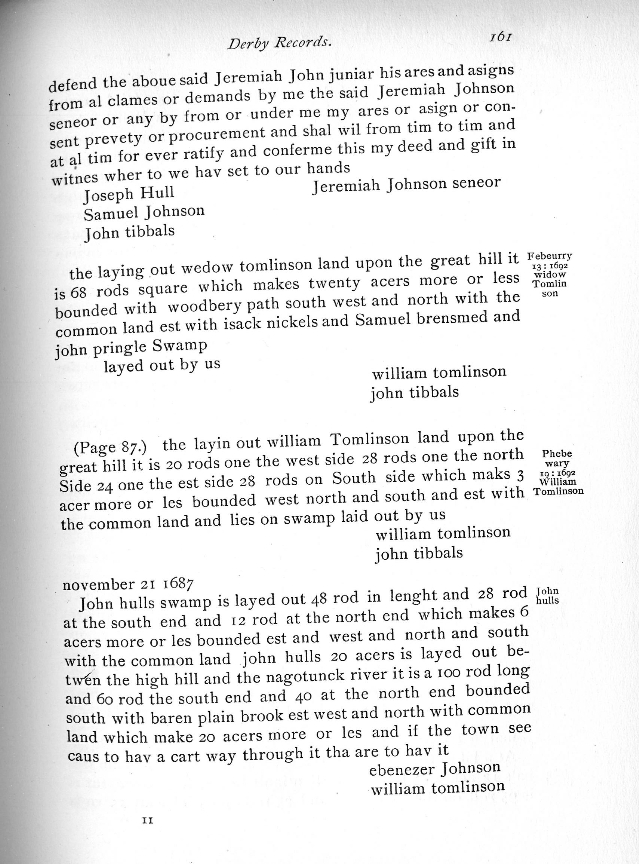 Derby Records. 161
defend the aboue said Jeremiah John juniar his ares and asigns
from al clames or demands by me the said Jeremiah Johnson
seneor or any by from or under me my ares or asign or con-
sent prevety or procurement and shal wil from tim to tim and
at al tim for ever ratify and conferme this my deed and gift in
witnes wher to we hav set to our hands
Joseph Hull Jeremiah Johnson seneor
Samuel Johnson
John tibbals
the laying out wedow tomlinson land upon the great hill it
is 68 rods square which makes twenty acers more or less
bounded with woodbery path south west and north with the
common land est with isack nickels and Samuel brensmed and
john pringle Swamp
layed out by us
Febeurry
13 : 1692
widow
Tomlin
son
william tomlinson
john tibbals
(Page 87.) the layin out william Tomlinson land upon the
great hill it is 20 rods one the west side 28 rods one the north
Side 24 one the est side 28 rods on South side which maks 3
acer more or les bounded west north and south and est with
the common land and lies on swamp laid out by us
Phebe
wary
19 : 1692
William
Tomlinson
william tomlinson
john tibbals
november 21 1687
John hulls swamp is layed out 48 rod in lenght and 28 rod
at the south end and 12 rod at the north end which makes 6
acers more or les bounded est and west and north and south
with the common land john hulls 20 acers is layed out be-
twen the high hill and the nagotunck river it is a 100 rod long
and 60 rod the south end and 40 at the north end bounded
south with baren plain brook est west and north with common
land which make 20 acers more or les and if the town see
caus to hav a cart way through it tha are to hav it
John
hulls
ebenezer Johnson
william tomlinson
11